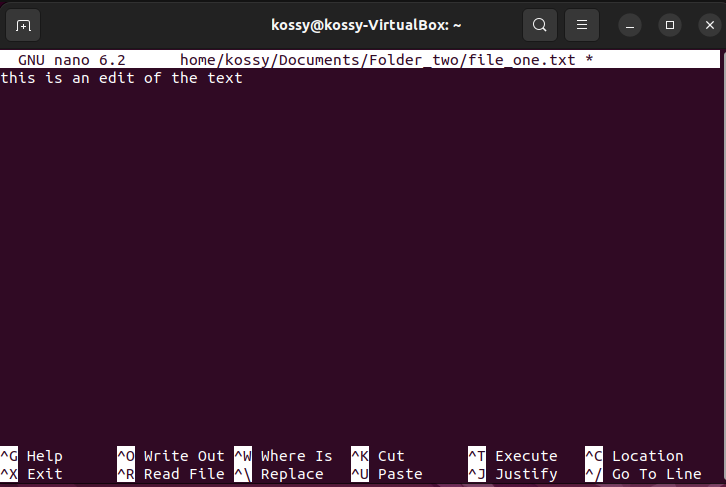 kossy@kossy-VirtualBox: ~
GNU nano 6.2 home/kossy/Documents/Folder_two/file_one.txt *
this is an edit of the text
^G Help ^O Write Out ^W Where Is ^K Cut ^T Execute ^C Location
^X Exit ^R Read File ^\ Replace ^U Paste ^J Justify ^/ Go To Line